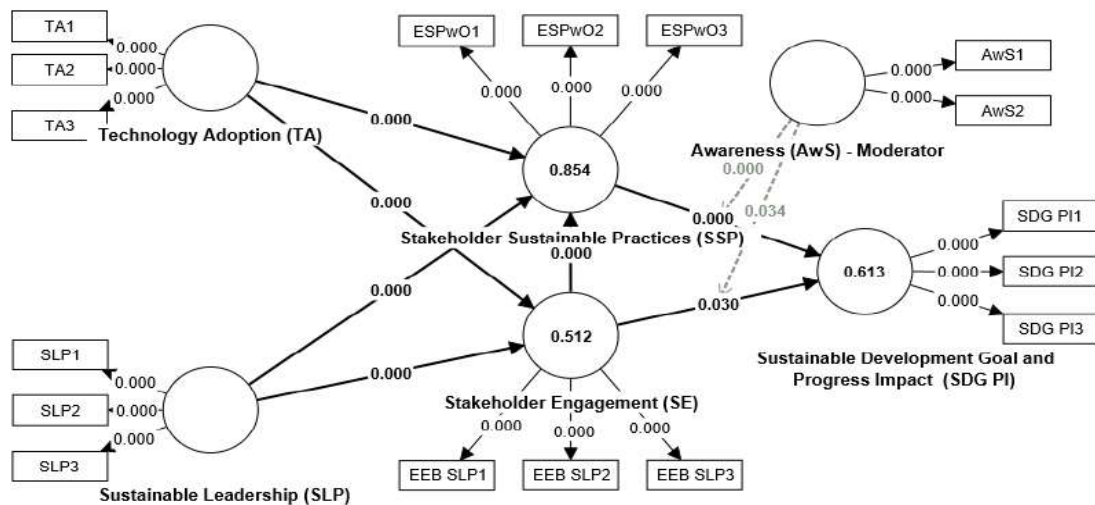 TA1
0.000
TA2
0.000
0.000
TA3
Technology Adoption (TA)
ESPwO1
ESPwO2
ESPwO3
0.000
0.000
0.000
AwS1
0.000
0.000
AwS2
Awareness (AwS) - Moderator
0.000
0.854
0.000
0.000
0.034
Stakeholder Sustainable Practices (SSP)
0.000
0.000
0.000
0.613
SDG PI1
0.000
SDG PI2
0.000
0.000
SDG PI3
0.030
0.512
Sustainable Development Goal and
Progress Impact (SDG PI)
SLP1
0.000
SLP2
0.000
0.000
SLP3
Sustainable Leadership (SLP)
0.000
Stakeholder Engagement (SE)
0.000
0.000
0.000
EEB SLP1
EEB SLP2
EEB SLP3